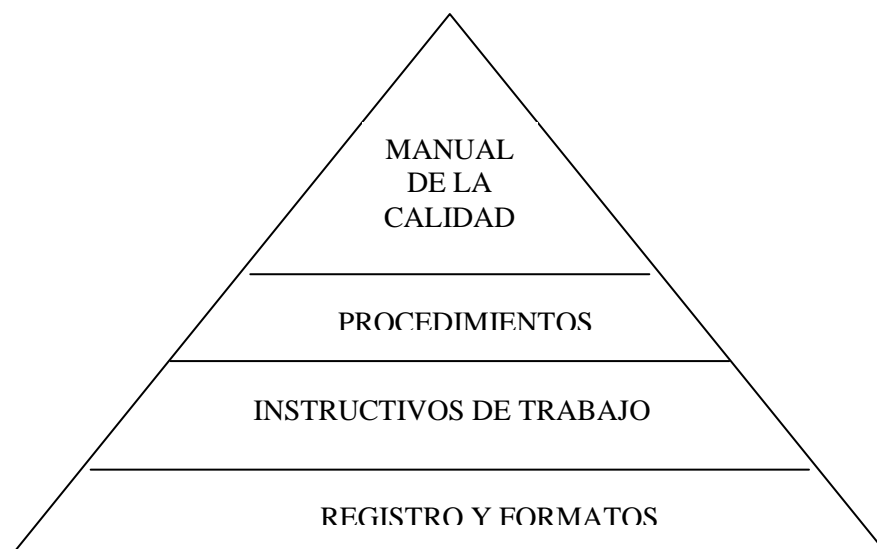 MANUAL
DE LA
CALIDAD
PROCEDIMIENTOS
INSTRUCTIVOS DE TRABAJO
REGISTRO Y FORMATOS